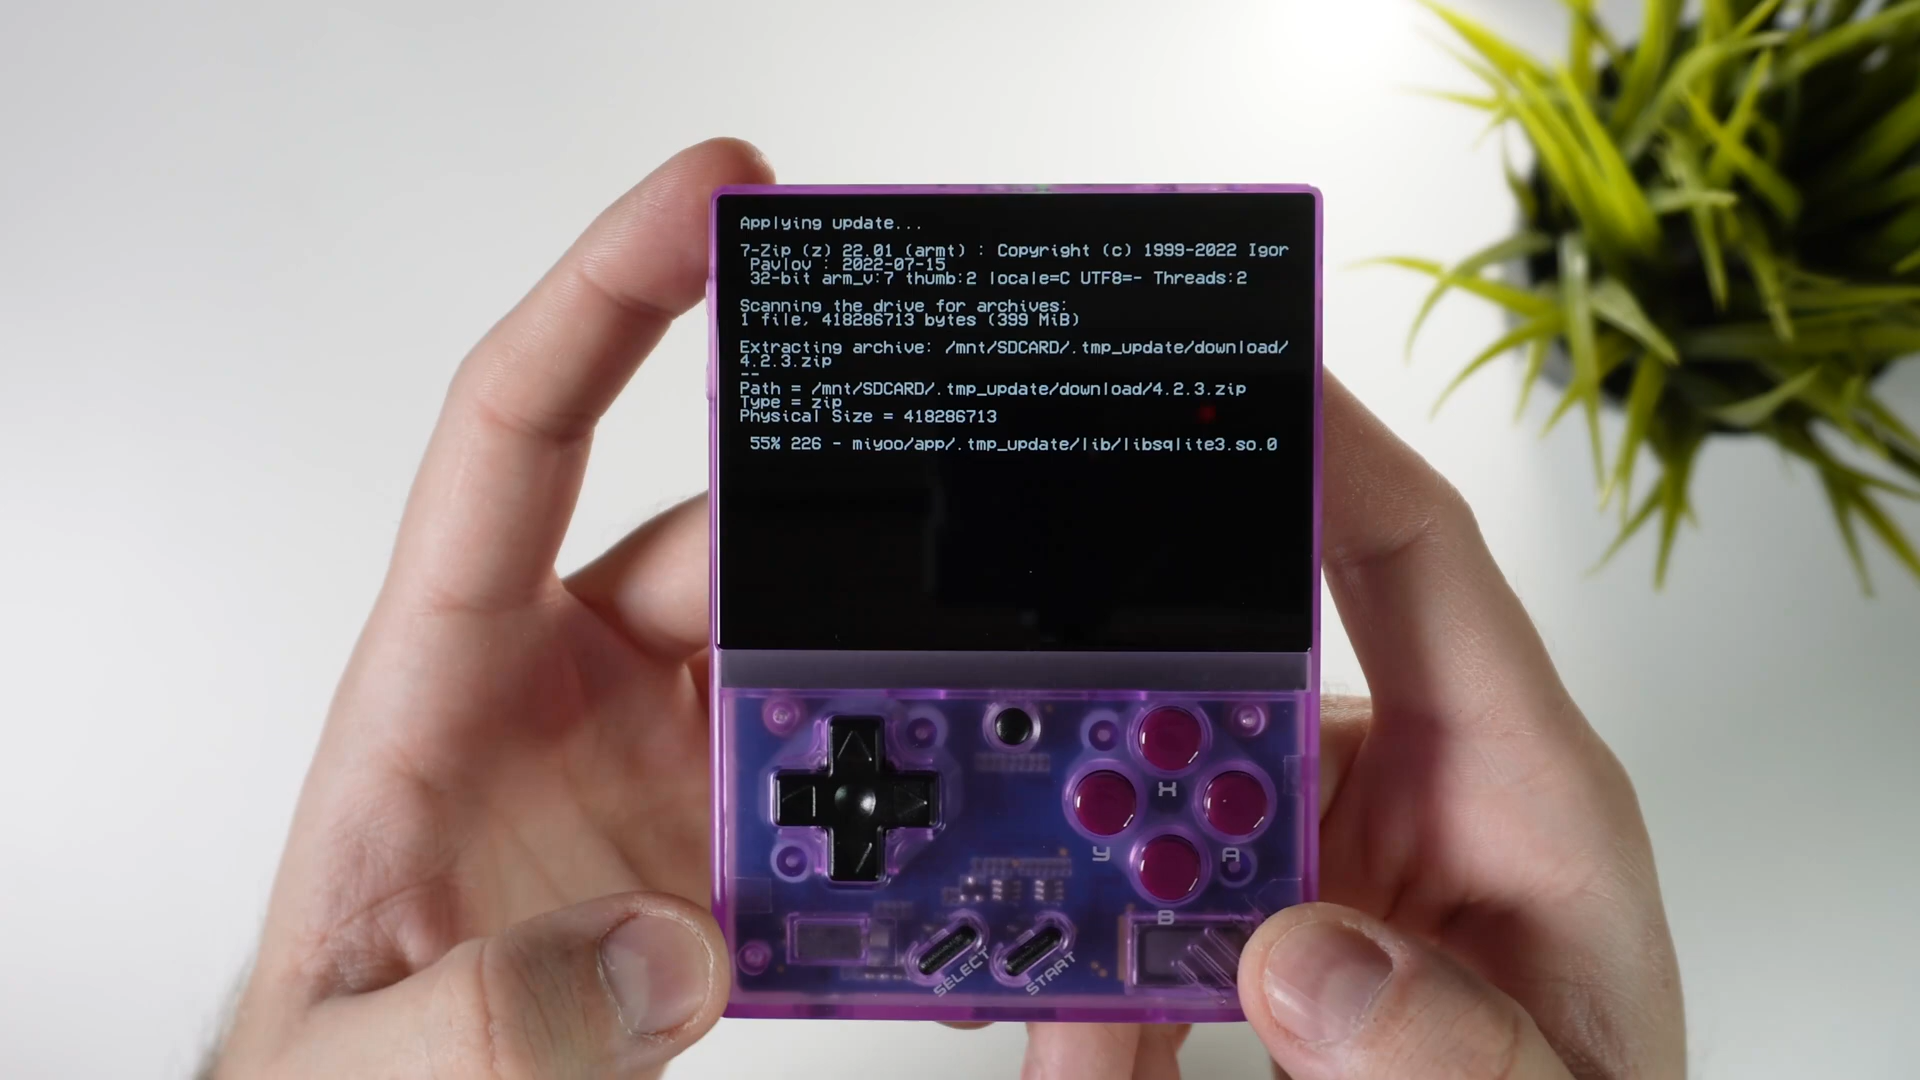 Applying update...
7-Zip (z) 22.01 (armt) : Copyright (c) 1999-2022 Igor
Pavlov : 2022-07-15
32-bit arm_v:7 thumb:2 locale=C UTF8=- Threads:2
Scanning the drive for archives:
1 file, 418286713 bytes (399 MiB)
Extracting archive: /mnt/SDCARD/.tmp_update/download/
4.2.3.zip
--
Path = /mnt/SDCARD/.tmp_update/download/4.2.3.zip
Type = zip
Physical Size = 418286713
55% 226 - miyoo/app/.tmp_update/lib/libsqlite3.so.0
X
Y
A
B
SELECT
START